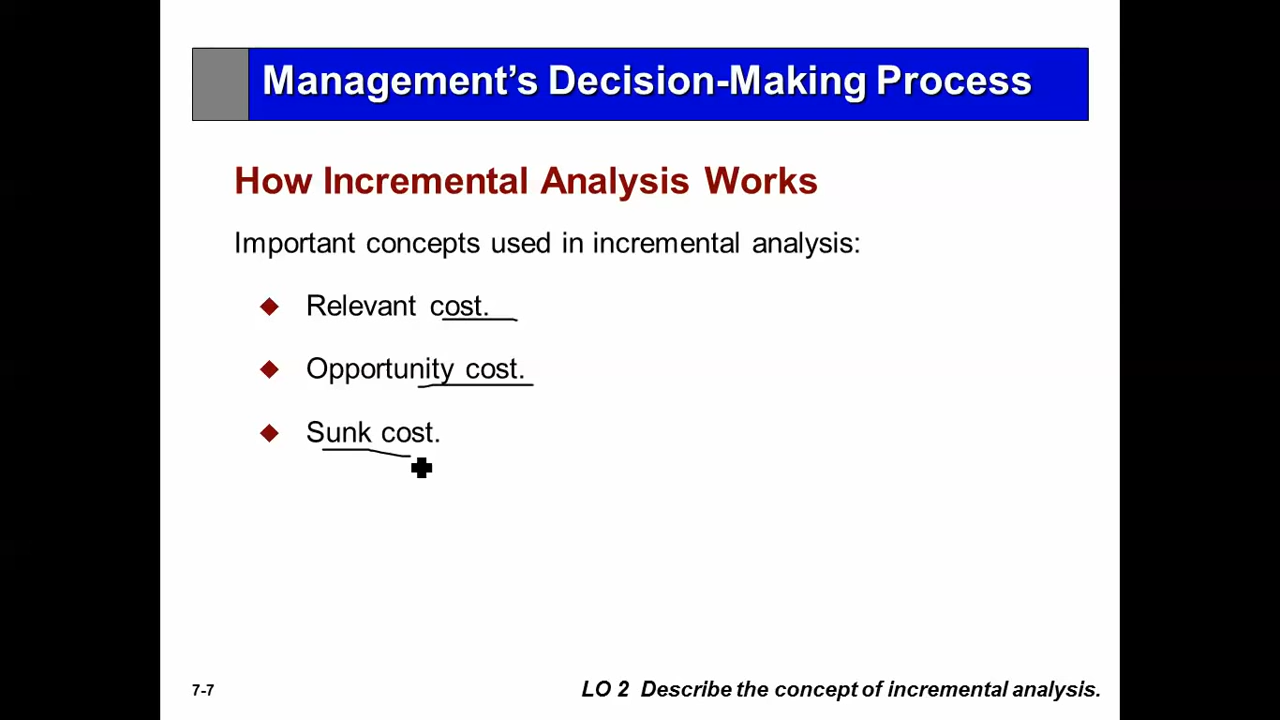 Management’s Decision-Making Process
How Incremental Analysis Works
Important concepts used in incremental analysis:
Relevant cost.
Opportunity cost.
Sunk cost.
7-7
LO 2 Describe the concept of incremental analysis.